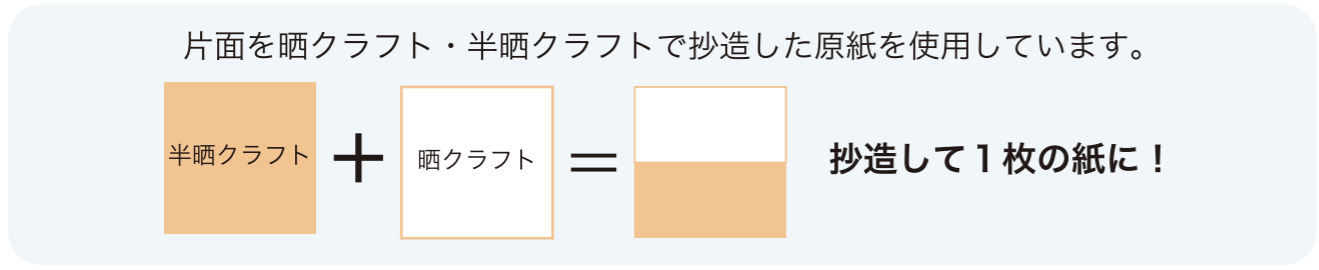 片面を晒クラフト・半晒クラフトで抄造した原紙を使用しています。
半晒クラフト
+
晒クラフト
=
抄造して1枚の紙に！